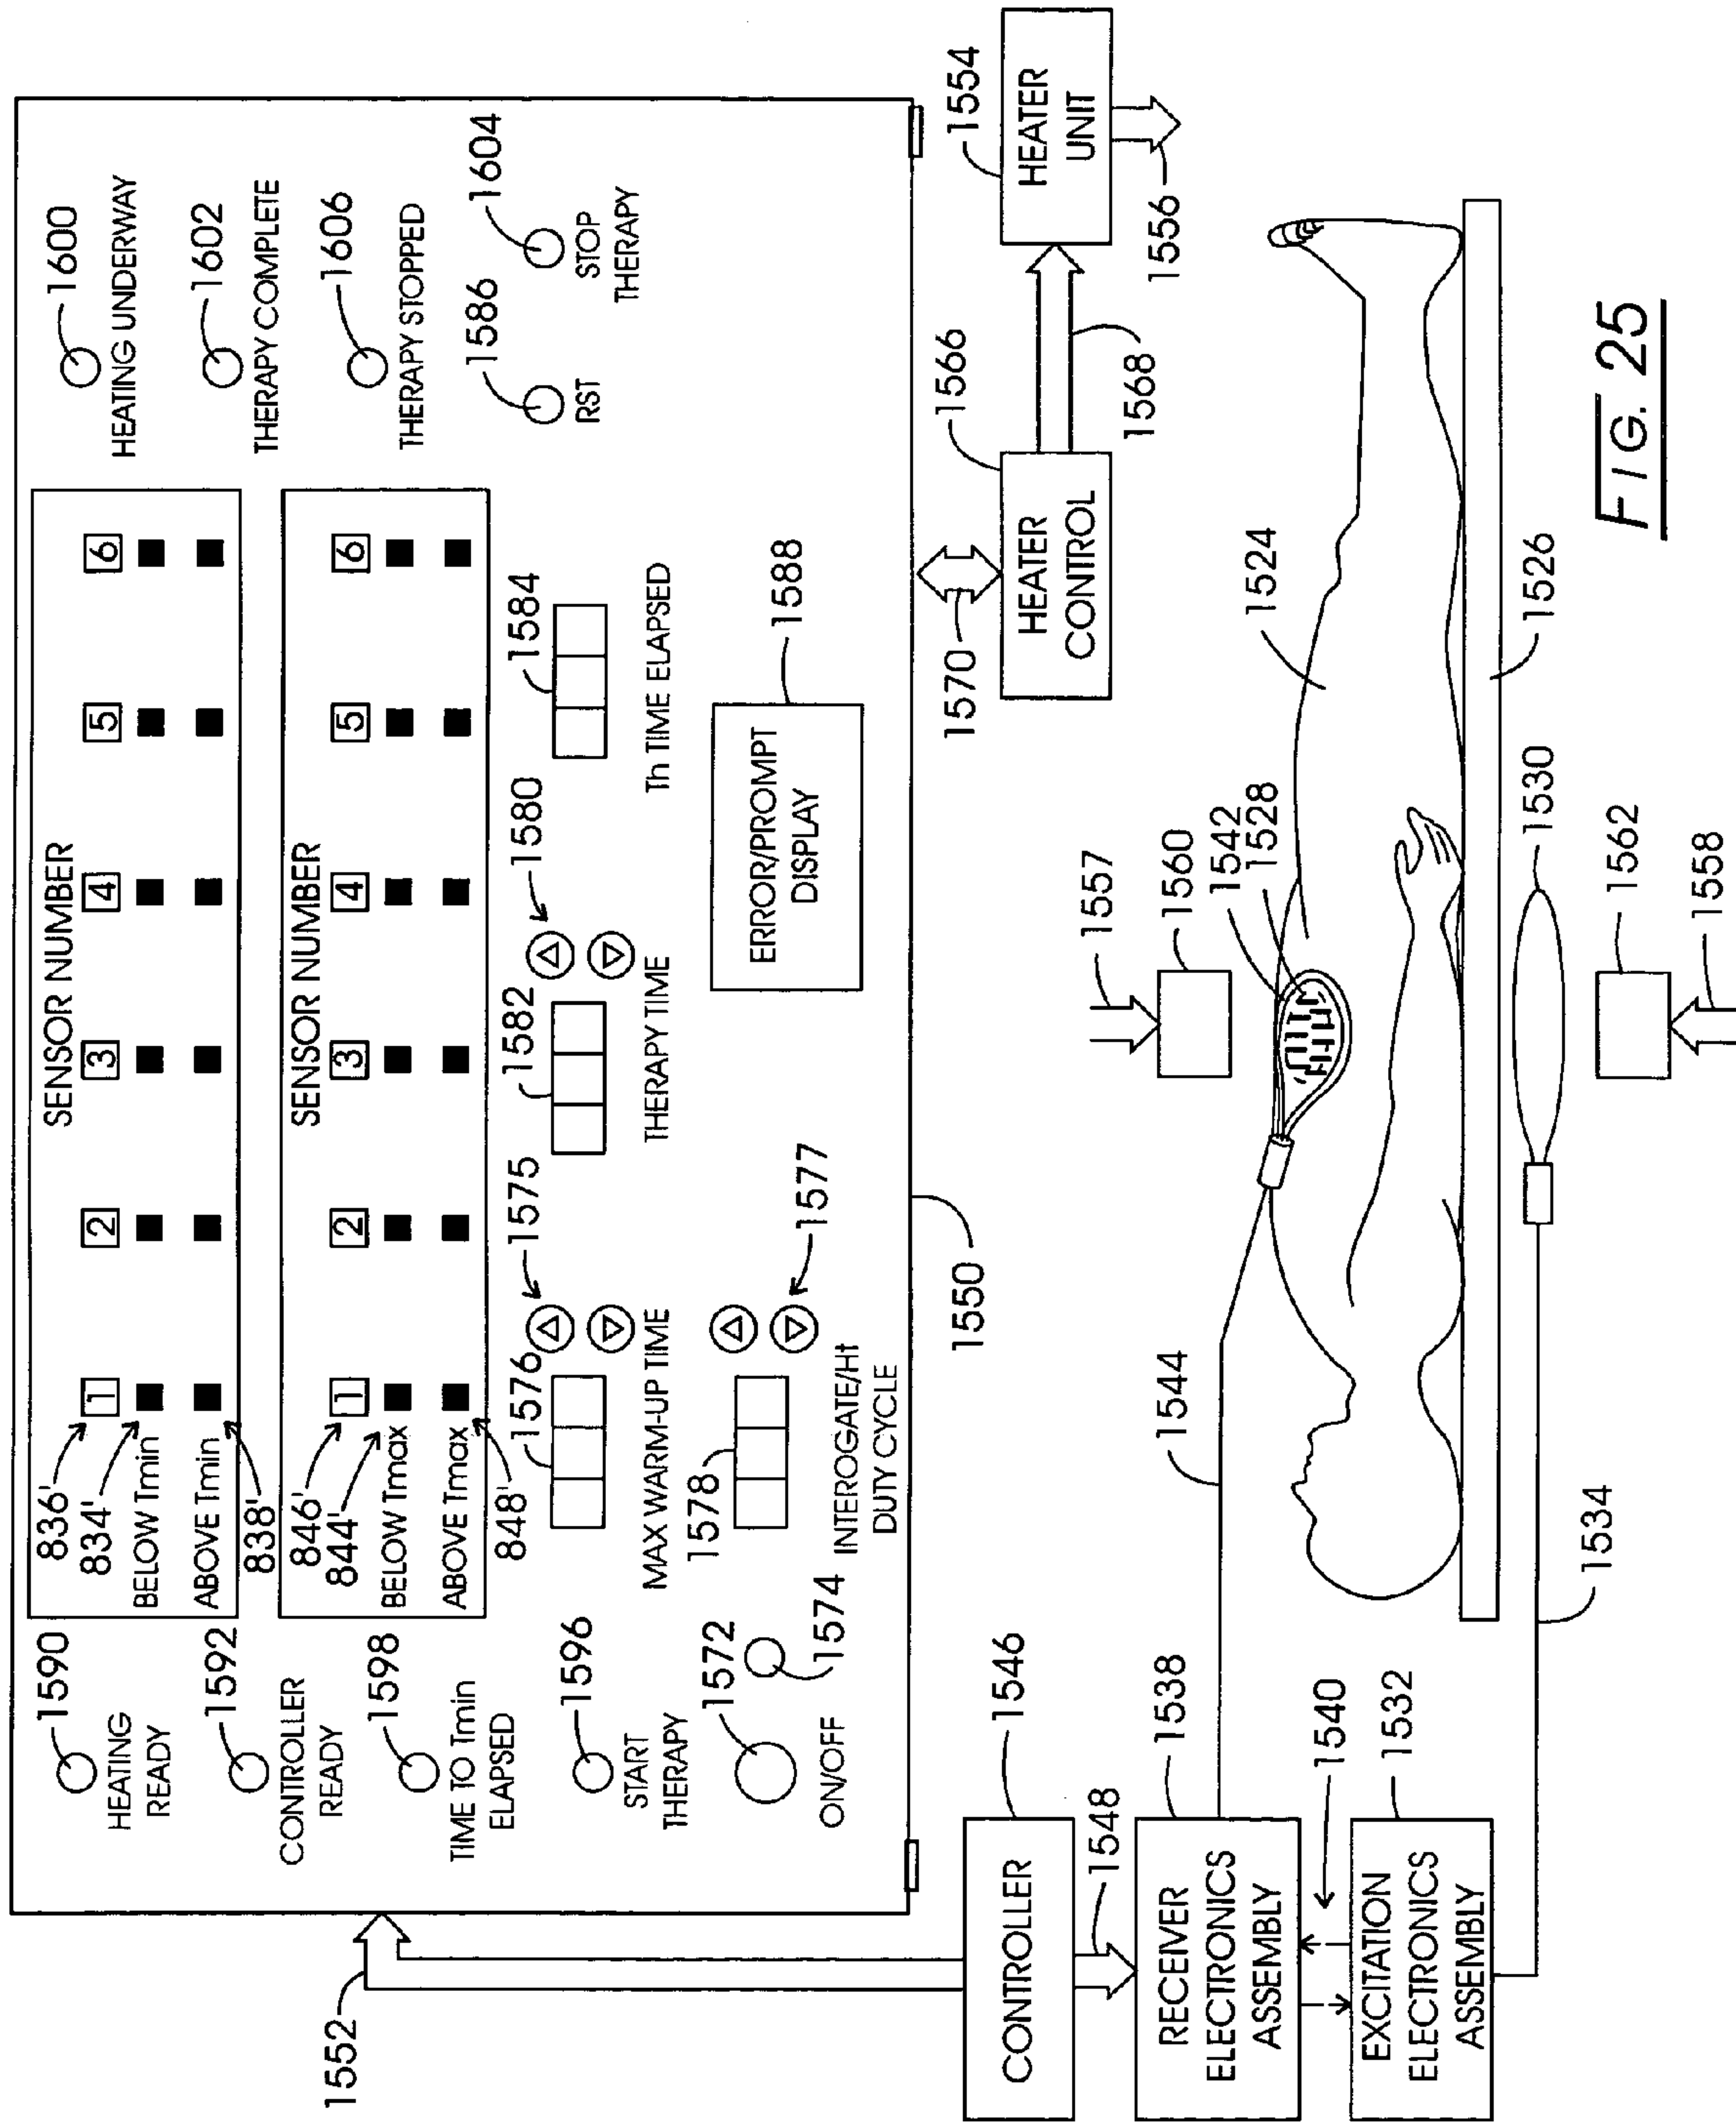 1590
HEATING
READY
1592
CONTROLLER
READY
1598
TIME TO Tmin
ELAPSED
1596
START
THERAPY
1572
1574
ON/OFF
SENSOR NUMBER
836'
834'
1 2 3 4 5 6
BELOW Tmin
ABOVE Tmin
838'
SENSOR NUMBER
846'
844'
1 2 3 4 5 6
BELOW Tmax
ABOVE Tmax
848'
1576
1575
MAX WARM-UP TIME
1578
1577
INTEROGATE/Ht
DUTY CYCLE
1582
1580
THERAPY TIME
1584
Th TIME ELAPSED
ERROR/PROMPT
DISPLAY
1588
1600
HEATING UNDERWAY
1602
THERAPY COMPLETE
1606
THERAPY STOPPED
1586
RST
1604
STOP
THERAPY
1550
1552
CONTROLLER
1546
1548
RECEIVER
ELECTRONICS
ASSEMBLY
1538
1540
EXCITATION
ELECTRONICS
ASSEMBLY
1532
1544
1534
1570
HEATER
CONTROL
1566
1568
HEATER
UNIT
1554
1556
1557
1560
1542
1528
1524
1526
1530
1562
1558
FIG. 25